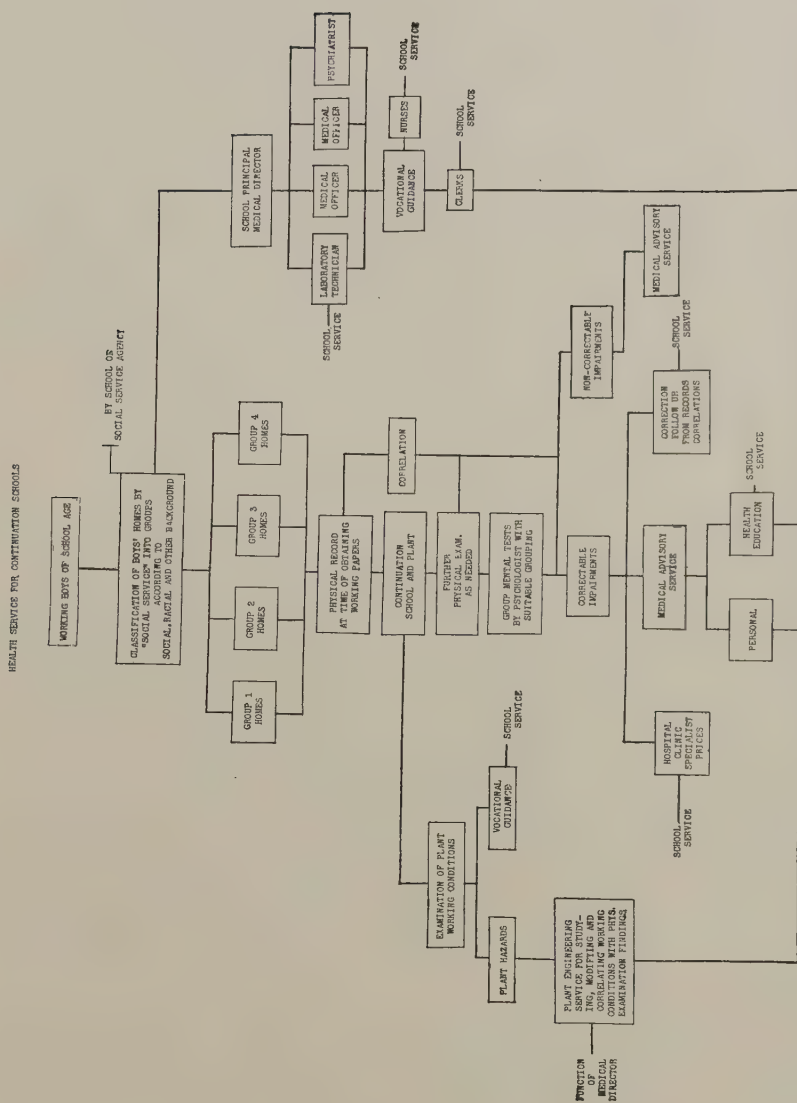 HEALTH SERVICE FOR CONTINUATION SCHOOLS
WORKING BOYS OF SCHOOL AGE
BY SCHOOL OR
SOCIAL SERVICE AGENCY
CLASSIFICATION OF BOYS' HOMES BY
"SOCIAL SERVICE" INTO GROUPS
ACCORDING TO
SOCIAL, RACIAL AND OTHER BACKGROUND
GROUP 1
HOMES
GROUP 2
HOMES
GROUP 3
HOMES
GROUP 4
HOMES
SCHOOL PRINCIPAL
MEDICAL DIRECTOR
SCHOOL
SERVICE
LABORATORY
TECHNICIAN
MEDICAL
OFFICER
MEDICAL
OFFICER
PSYCHIATRIST
VOCATIONAL
GUIDANCE
NURSES
SCHOOL
SERVICE
CLERKS
SCHOOL
SERVICE
PHYSICAL RECORD
AT TIME OF OBTAINING
WORKING PAPERS
CORRELATION
CONTINUATION
SCHOOL AND PLANT
FURTHER
PHYSICAL EXAM.
AS NEEDED
GROUP MENTAL TESTS
BY PSYCHOLOGIST WITH
SUITABLE GROUPING
EXAMINATION OF PLANT
WORKING CONDITIONS
PLANT HAZARDS
VOCATIONAL
GUIDANCE
SCHOOL
SERVICE
FUNCTION
OF
MEDICAL
DIRECTOR
PLANT ENGINEERING
SERVICE FOR STUDY-
ING, MODIFYING AND
CORRELATING WORKING
CONDITIONS WITH PHYS.
EXAMINATION FINDINGS
CORRECTABLE
IMPAIRMENTS
NON-CORRECTABLE
IMPAIRMENTS
SCHOOL
SERVICE
HOSPITAL
CLINIC
SPECIALIST
PRICES
MEDICAL ADVISORY
SERVICE
CORRECTION
FOLLOW UP
FROM RECORDS
CORRELATIONS
SCHOOL
SERVICE
MEDICAL ADVISORY
SERVICE
PERSONAL
HEALTH
EDUCATION
SCHOOL
SERVICE